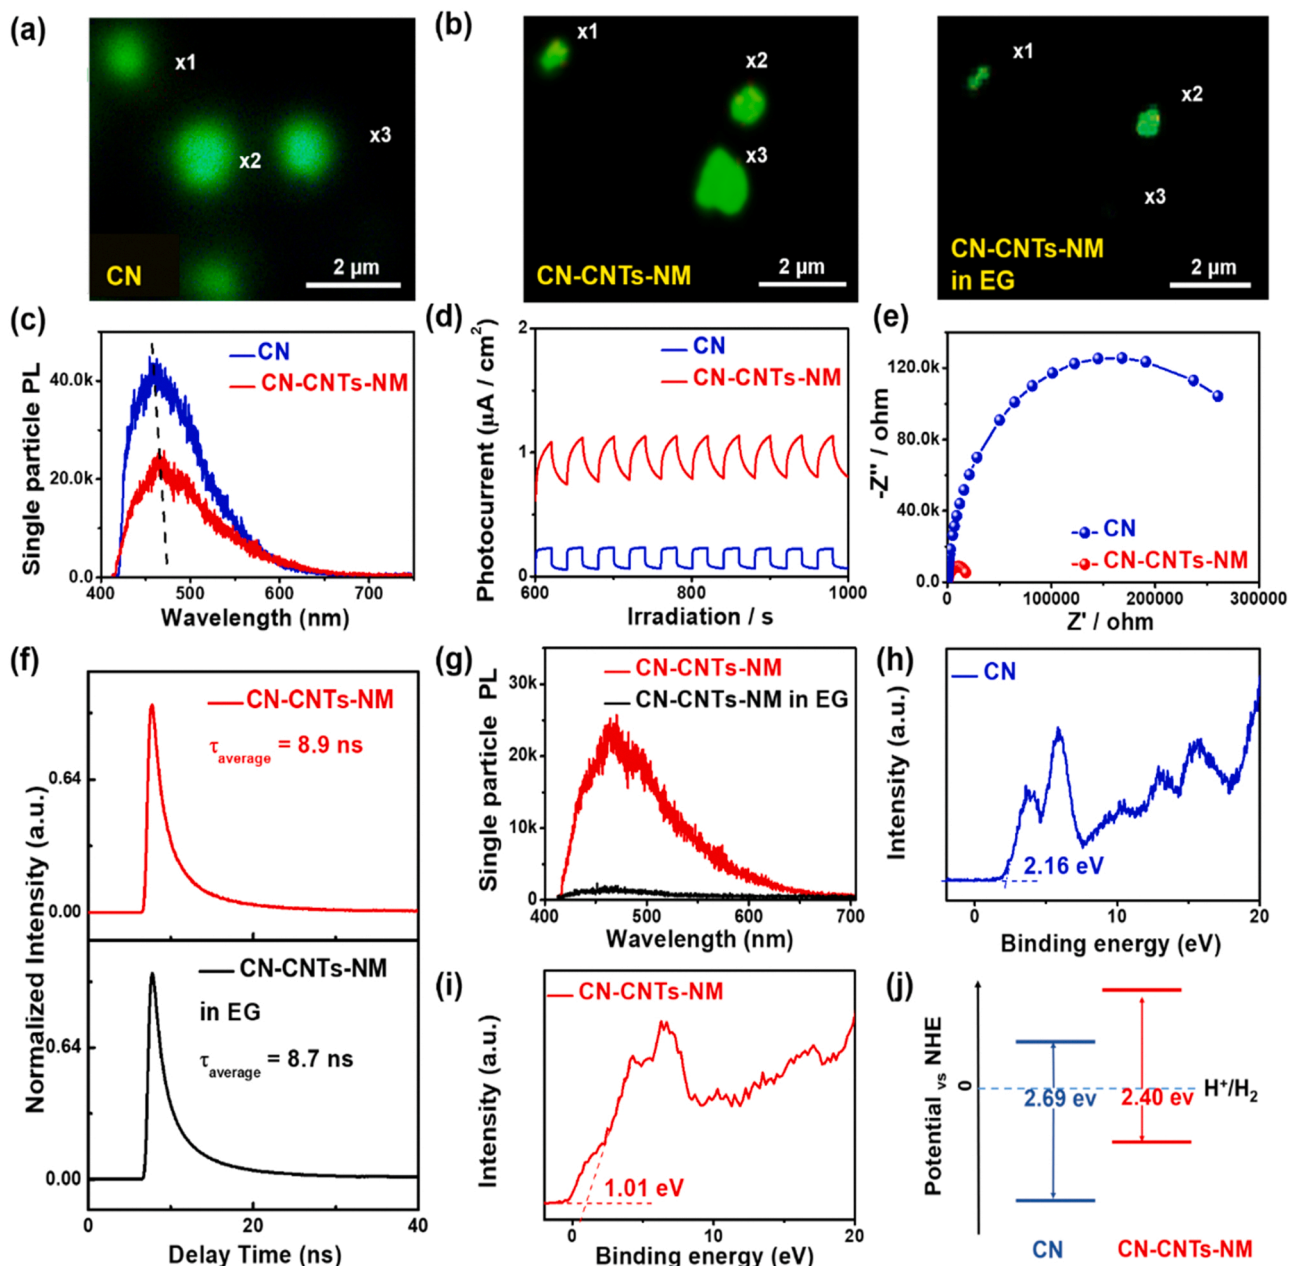 (a)
x1
x2
x3
CN
2 μm
(b)
x1
x2
x3
CN-CNTs-NM
2 μm
x1
x2
x3
CN-CNTs-NM
in EG
2 μm
(c)
Single particle PL
40.0k
20.0k
0.0
CN
CN-CNTs-NM
400 500 600 700
Wavelength (nm)
(d)
Photocurrent (μA / cm²)
2
1
0
CN
CN-CNTs-NM
600 800 1000
Irradiation / s
(e)
-Z'' / ohm
120.0k
80.0k
40.0k
0.0
CN
CN-CNTs-NM
0 100000 200000 300000
Z' / ohm
(f)
Normalized Intensity (a.u.)
CN-CNTs-NM
τaverage = 8.9 ns
0.64
0.00
CN-CNTs-NM
in EG
τaverage = 8.7 ns
0.64
0.00
0 20 40
Delay Time (ns)
(g)
Single particle PL
30k
20k
10k
0
CN-CNTs-NM
CN-CNTs-NM in EG
400 500 600 700
Wavelength (nm)
(h)
Intensity (a.u.)
CN
2.16 eV
0 10 20
Binding energy (eV)
(i)
Intensity (a.u.)
CN-CNTs-NM
1.01 eV
0 10 20
Binding energy (eV)
(j)
Potential vs NHE
0
2.69 ev
2.40 ev
H⁺/H₂
CN
CN-CNTs-NM